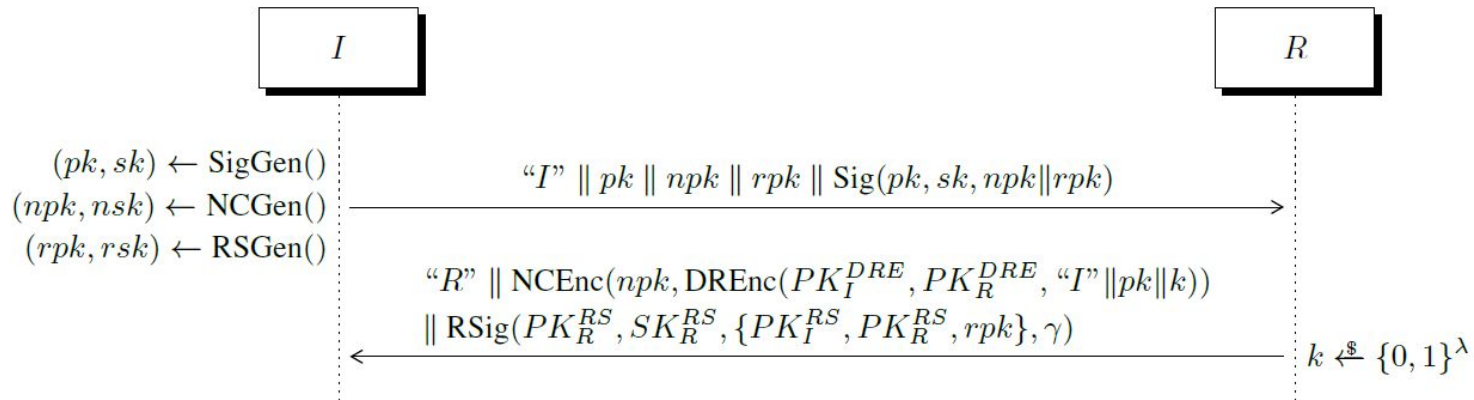 I
R
(pk, sk) ← SigGen()
(npk, nsk) ← NCGen()
(rpk, rsk) ← RSGen()
“I” ∥ pk ∥ npk ∥ rpk ∥ Sig(pk, sk, npk∥rpk)
“R” ∥ NCEnc(npk, DREnc(PK_I^{DRE}, PK_R^{DRE}, “I”∥pk∥k))
∥ RSig(PK_R^{RS}, SK_R^{RS}, {PK_I^{RS}, PK_R^{RS}, rpk}, γ)
k ←$ {0, 1}^λ